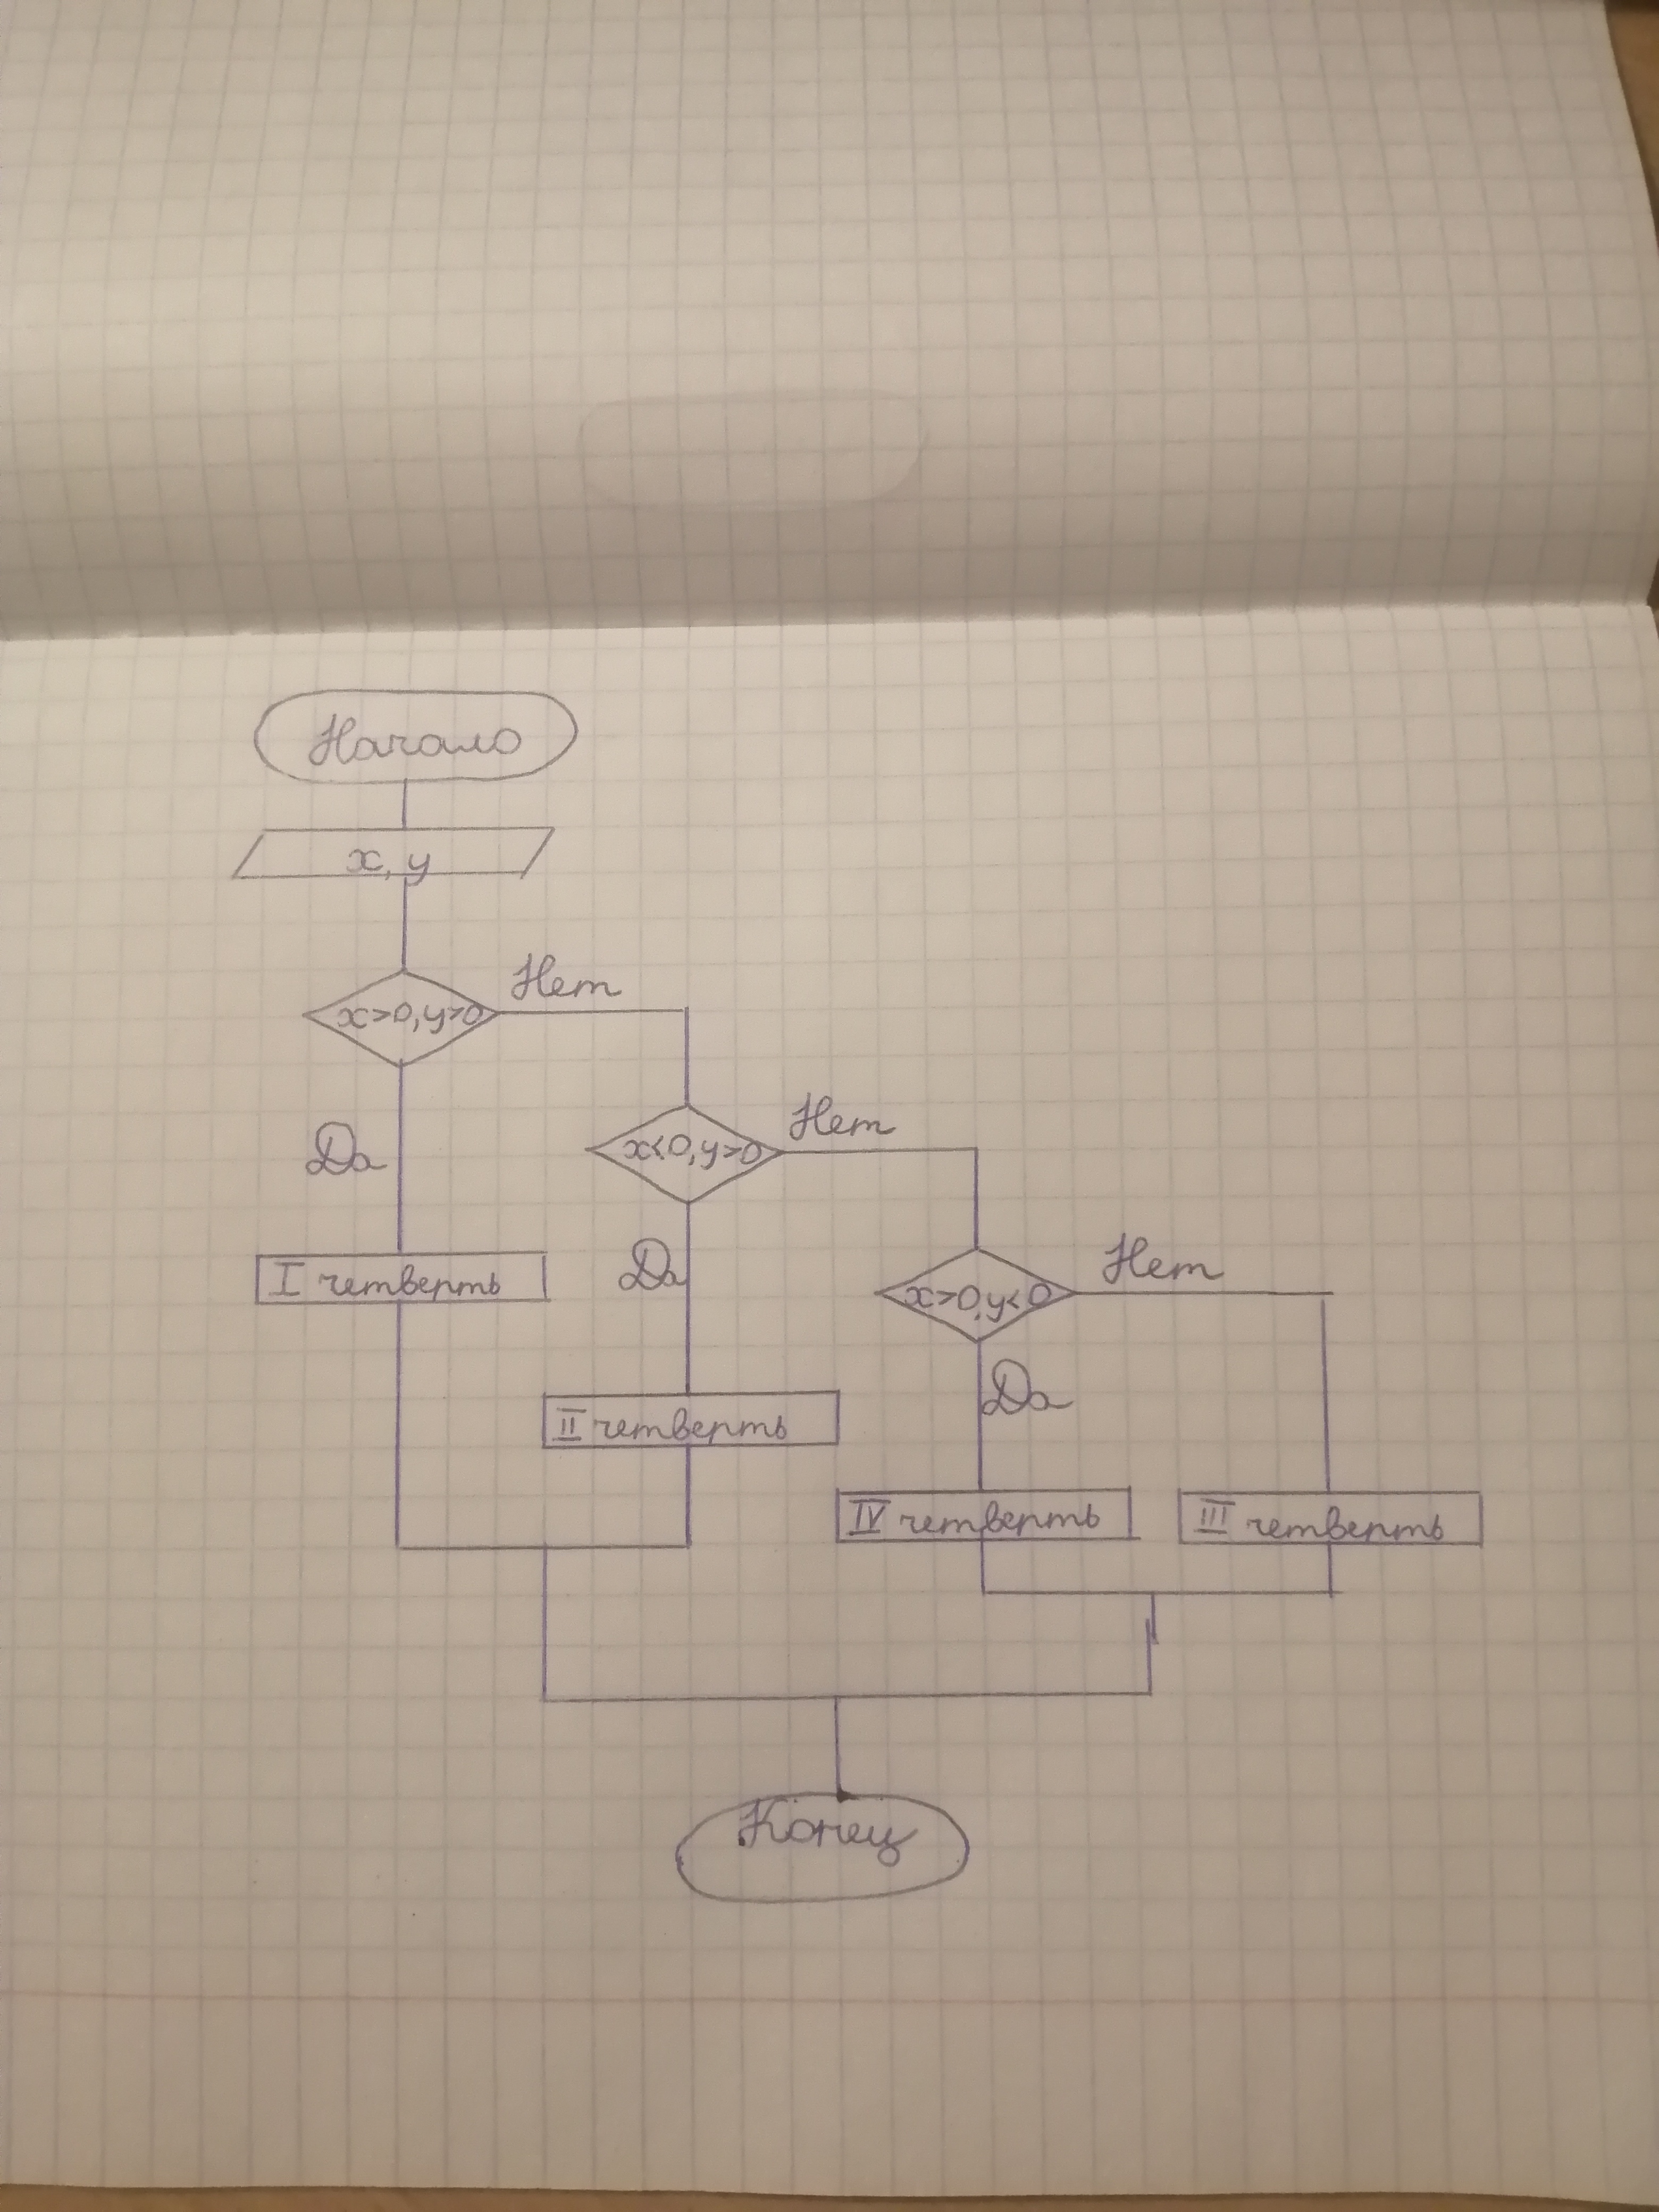 Начало
х, у
х>0,у>0
Нет
Да
х<0,у>0
Нет
I четверть
Да
х>0,у<0
Нет
II четверть
Да
IV четверть
III четверть
Конец